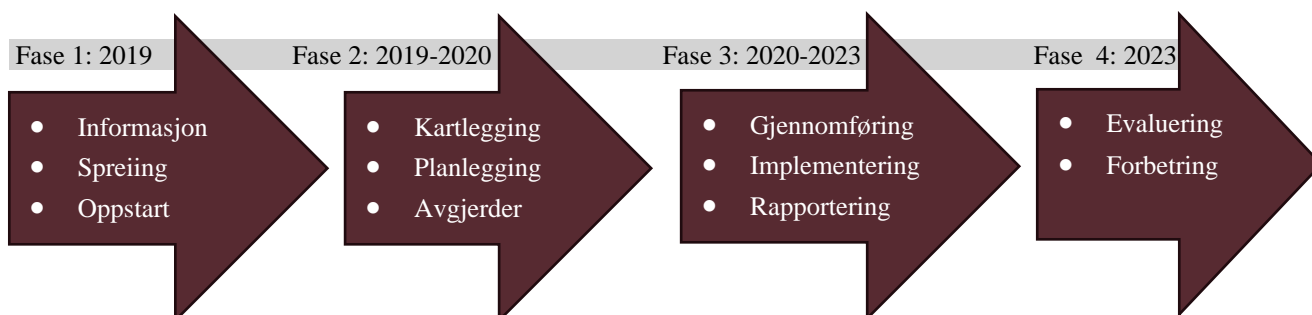 Fase 1: 2019
Fase 2: 2019-2020
Fase 3: 2020-2023
Fase  4: 2023
• Informasjon
• Spreiing
• Oppstart
• Kartlegging
• Planlegging
• Avgjerder
• Gjennomføring
• Implementering
• Rapportering
• Evaluering
• Forbetring